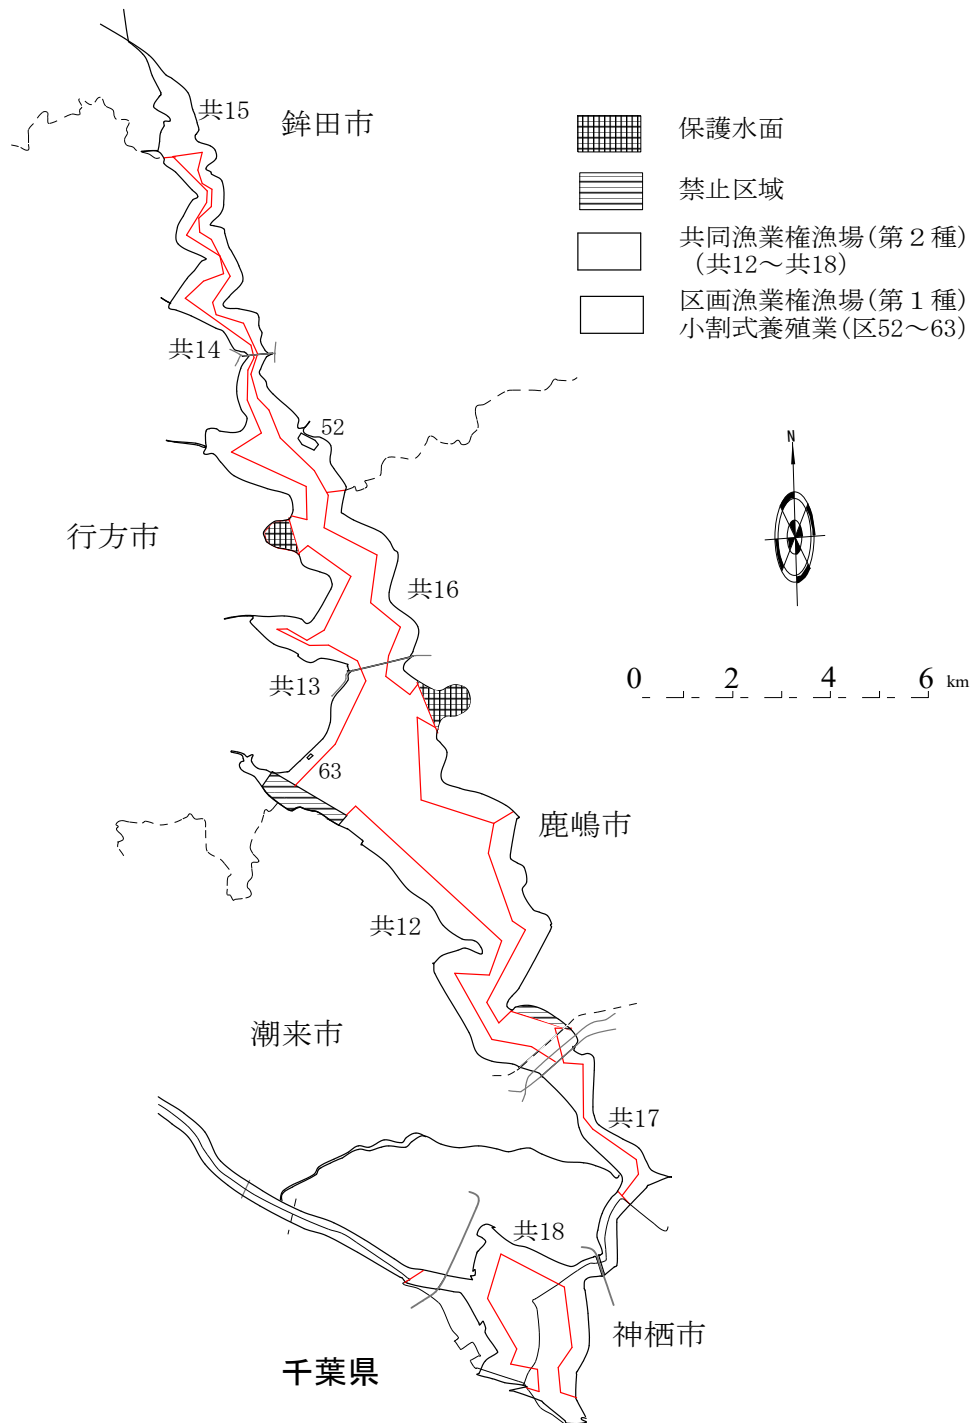 共15
鉾田市
保護水面
禁止区域
共同漁業権漁場(第２種)
(共12～共18)
区画漁業権漁場(第１種)
小割式養殖業(区52～63)
共14
52
N
行方市
共16
共13
0 2 4 6 km
63
鹿嶋市
共12
潮来市
共17
共18
神栖市
千葉県